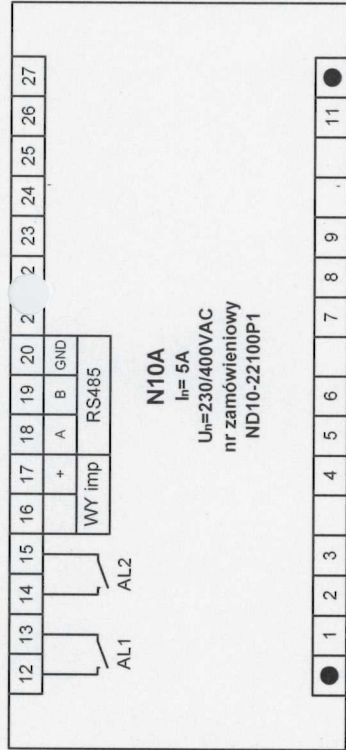 12 13 14 15 16 17 18 19 20 2 2 23 24 25 26 27
+ A B GND
WY imp RS485
AL1 AL2
N10A
Iₙ= 5A
Uₙ=230/400VAC
nr zamówieniowy
ND10-22100P1
1 2 3 4 5 6 7 8 9 11